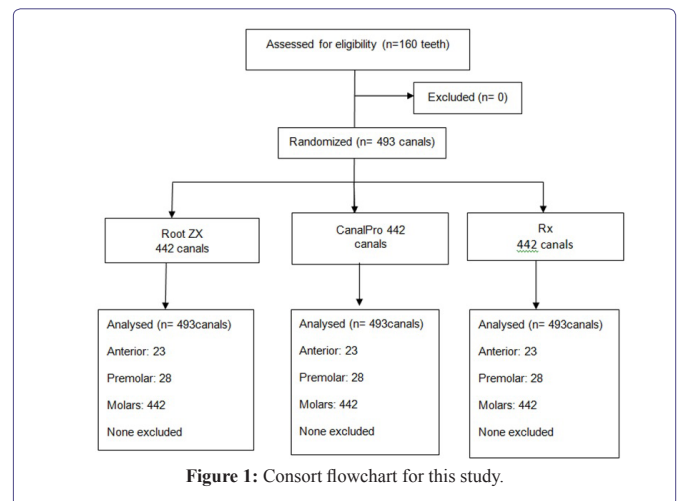 Assessed for eligibility (n=160 teeth)
Excluded (n= 0)
Randomized (n= 493 canals)
Root ZX
442 canals
CanalPro 442
canals
Rx
442 canals
Analysed (n= 493canals)
Anterior: 23
Premolar: 28
Molars: 442
None excluded
Analysed (n= 493canals)
Anterior: 23
Premolar: 28
Molars: 442
None excluded
Analysed (n= 493canals)
Anterior: 23
Premolar: 28
Molars: 442
None excluded
Figure 1: Consort flowchart for this study.